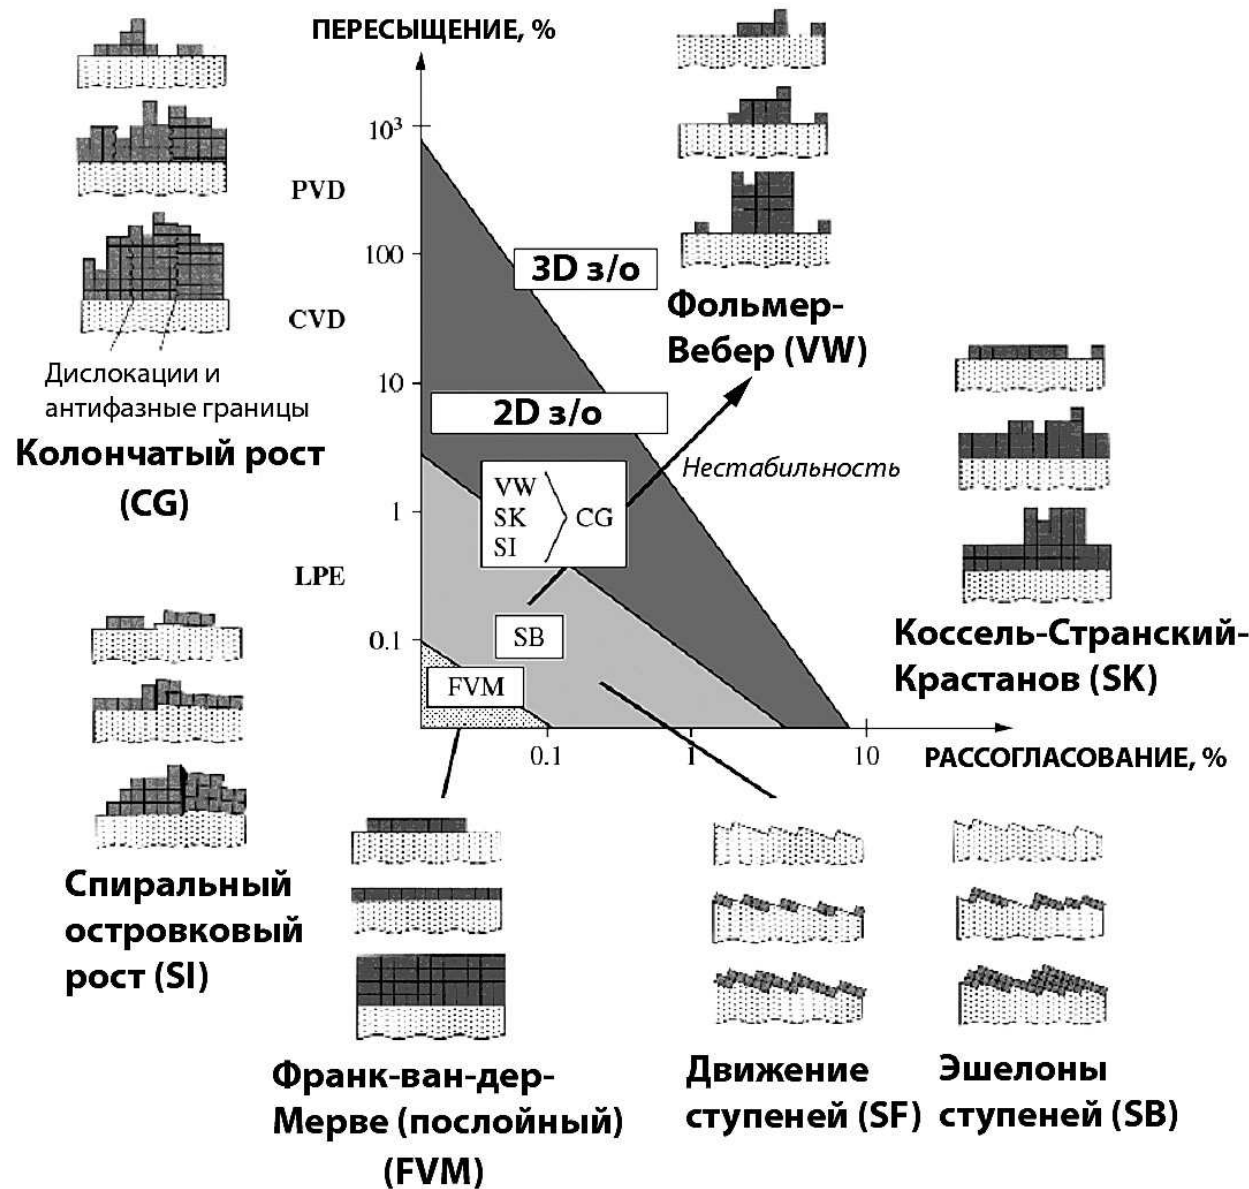 ПЕРЕСЫЩЕНИЕ, %
10³
PVD
100
CVD
10
1
LPE
0.1
Дислокации и
антифазные границы
Колончатый рост
(CG)
3D з/о
Фольмер-
Вебер (VW)
2D з/о
Нестабильность
VW
SK
SI
CG
SB
FVM
Коссель-Странский-
Крастанов (SK)
0.1
1
10
РАССОГЛАСОВАНИЕ, %
Спиральный
островковый
рост (SI)
Франк-ван-дер-
Мерве (послойный)
(FVM)
Движение
ступеней (SF)
Эшелоны
ступеней (SB)